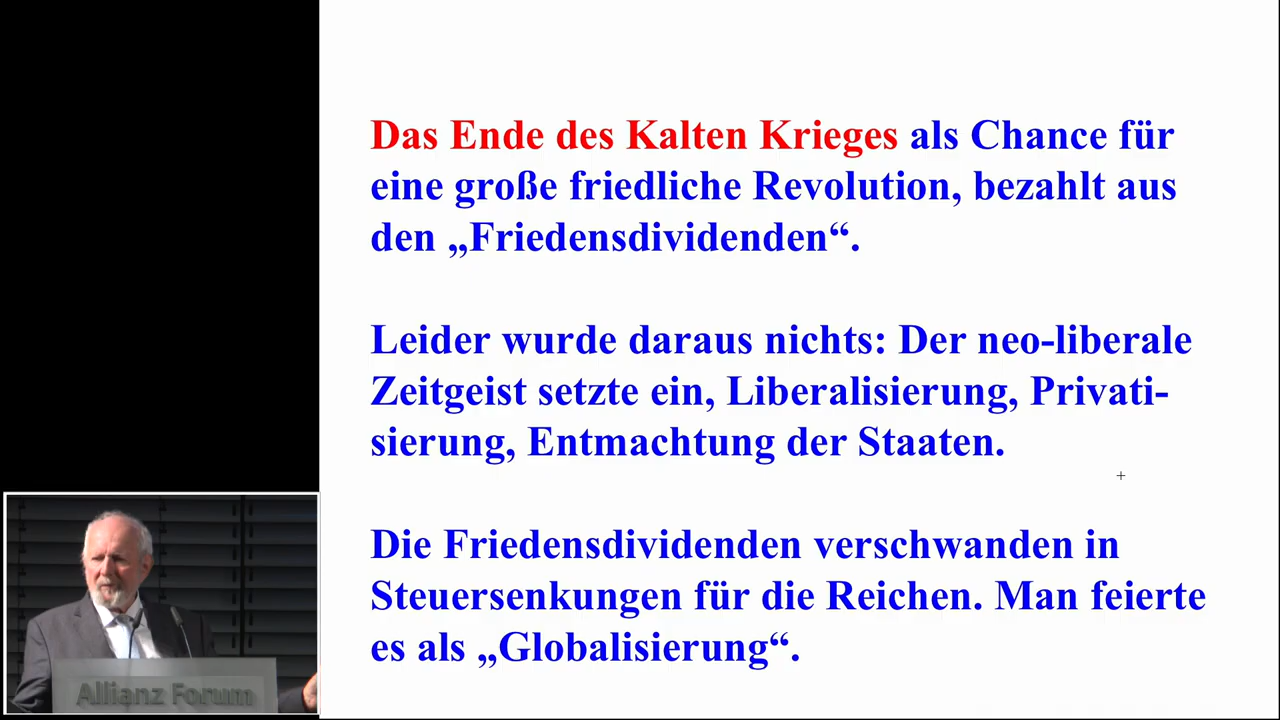 Das Ende des Kalten Krieges als Chance für
eine große friedliche Revolution, bezahlt aus
den „Friedensdividenden“.
Leider wurde daraus nichts: Der neo-liberale
Zeitgeist setzte ein, Liberalisierung, Privati-
sierung, Entmachtung der Staaten.
Die Friedensdividenden verschwanden in
Steuersenkungen für die Reichen. Man feierte
es als „Globalisierung“.
Allianz Forum